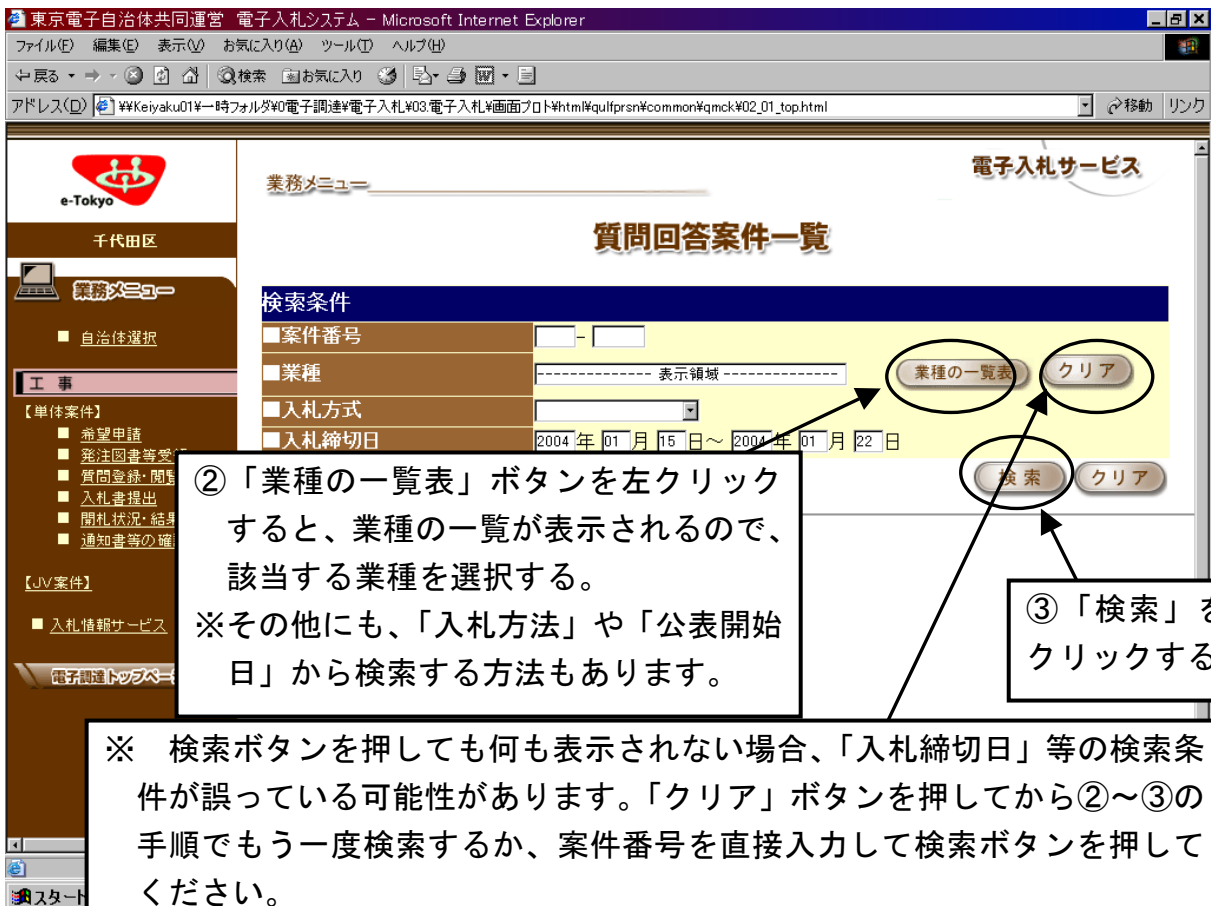 東京電子自治体共同運営 電子入札システム - Microsoft Internet Explorer
ファイル(F) 編集(E) 表示(V) お気に入り(A) ツール(T) ヘルプ(H)
戻る 検索 お気に入り
アドレス(D) ¥¥Keiyaku01¥一時フォルダ¥0電子調達¥電子入札¥03.電子入札¥画面プロト¥html¥qulfprsn¥common¥qmck¥02_01_top.html 移動 リンク
e-Tokyo
千代田区
業務メニュー
■ 自治体選択
工 事
【単体案件】
■ 希望申請
■ 発注図書等受
■ 質問登録・閲
■ 入札書提出
■ 開札状況・結果
■ 通知書等の確
【JV案件】
■ 入札情報サービス
電子調達トップペー
業務メニュー
電子入札サービス
質問回答案件一覧
検索条件
■案件番号 -
■業種 -------------- 表示領域 -------------- 業種の一覧表 クリア
■入札方式
■入札締切日 2004 年 01 月 15 日～ 2004 年 01 月 22 日
検 索 クリア
②「業種の一覧表」ボタンを左クリック
すると、業種の一覧が表示されるので、
該当する業種を選択する。
※その他にも、「入札方法」や「公表開始
日」から検索する方法もあります。
③「検索」を
クリックする
※ 検索ボタンを押しても何も表示されない場合、「入札締切日」等の検索条
件が誤っている可能性があります。「クリア」ボタンを押してから②～③の
手順でもう一度検索するか、案件番号を直接入力して検索ボタンを押して
ください。
スタート